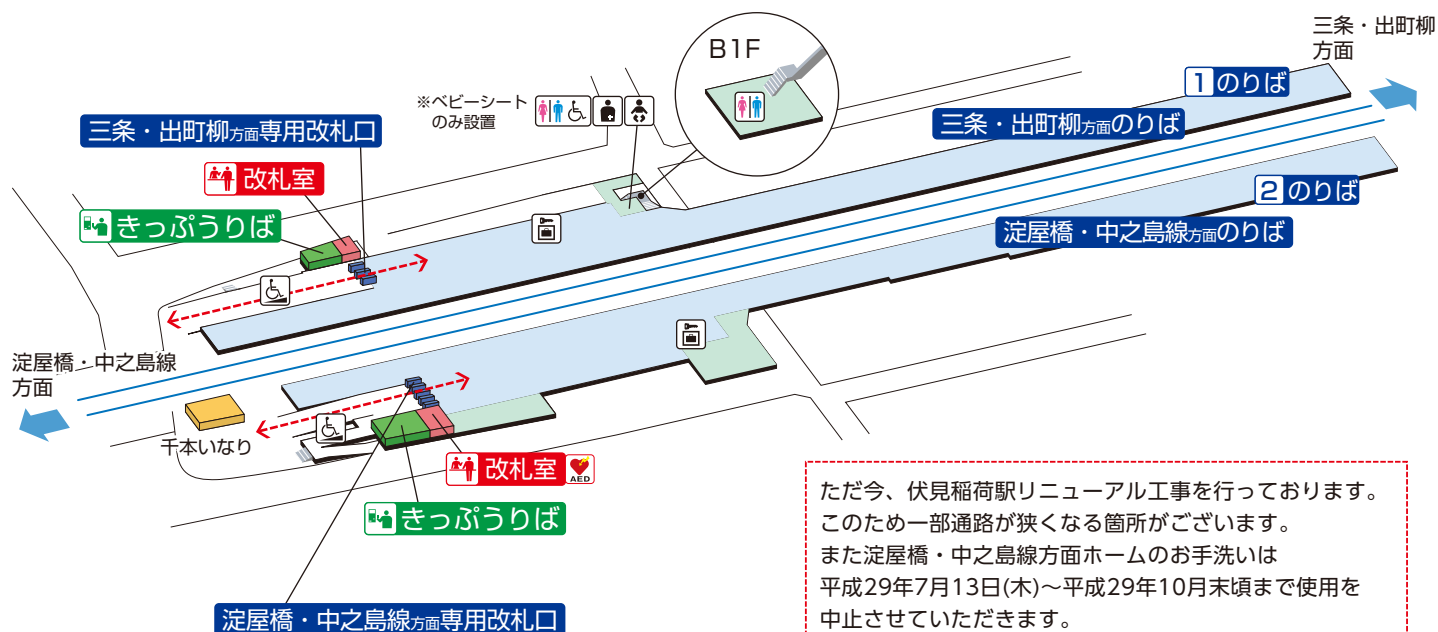 三条・出町柳
方面
B1F
1 のりば
※ベビーシート
のみ設置
三条・出町柳方面専用改札口
三条・出町柳方面のりば
改札室
2 のりば
きっぷうりば
淀屋橋・中之島線方面のりば
淀屋橋・中之島線
方面
千本いなり
改札室
AED
きっぷうりば
淀屋橋・中之島線方面専用改札口
ただ今、伏見稲荷駅リニューアル工事を行っております。
このため一部通路が狭くなる箇所がございます。
また淀屋橋・中之島線方面ホームのお手洗いは
平成29年7月13日(木)～平成29年10月末頃まで使用を
中止させていただきます。